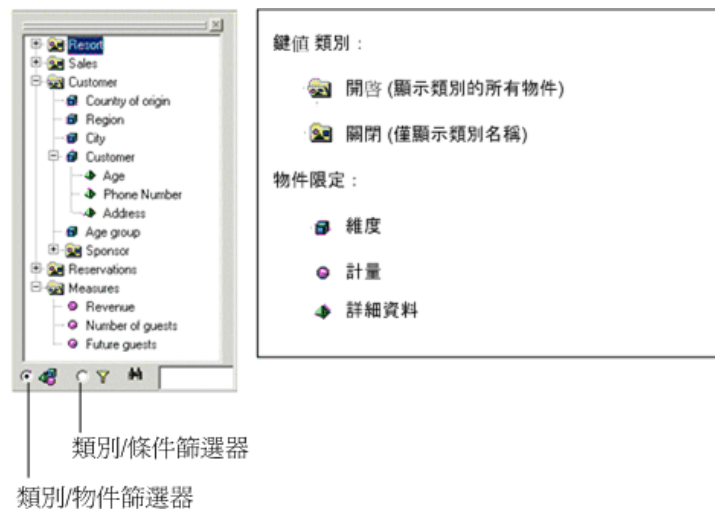 Resort
Sales
Customer
Country of origin
Region
City
Customer
Age
Phone Number
Address
Age group
Sponsor
Reservations
Measures
Revenue
Number of guests
Future guests
類別/條件篩選器
類別/物件篩選器
鍵值 類別：
開啓 (顯示類別的所有物件)
關閉 (僅顯示類別名稱)
物件限定：
維度
計量
詳細資料